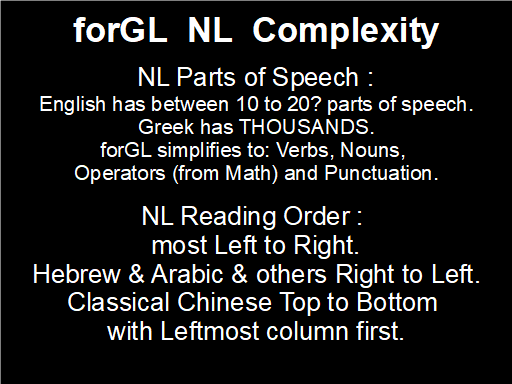 forGL NL Complexity
NL Parts of Speech :
English has between 10 to 20? parts of speech.
Greek has THOUSANDS.
forGL simplifies to: Verbs, Nouns,
Operators (from Math) and Punctuation.
NL Reading Order :
most Left to Right.
Hebrew & Arabic & others Right to Left.
Classical Chinese Top to Bottom
with Leftmost column first.